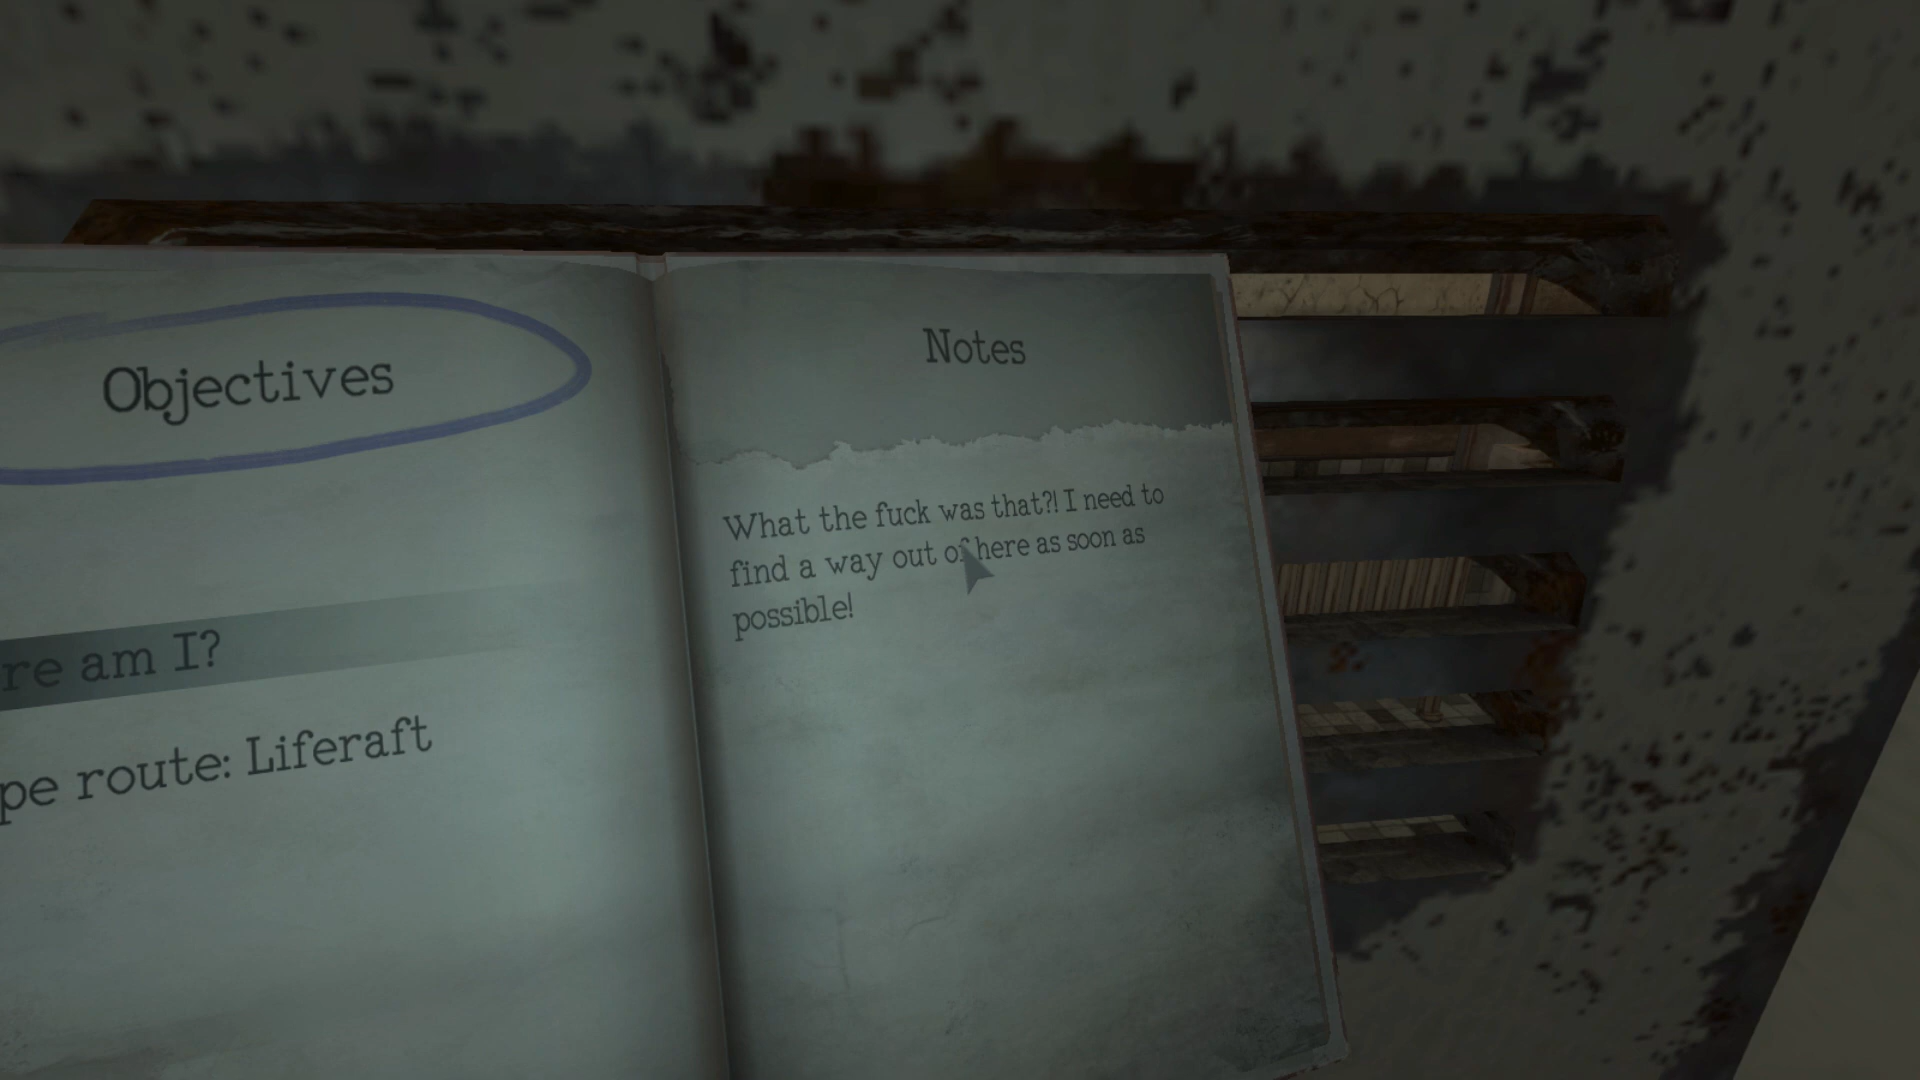 Objectives
re am I?
pe route: Liferaft
Notes
What the fuck was that?! I need to
find a way out of here as soon as
possible!